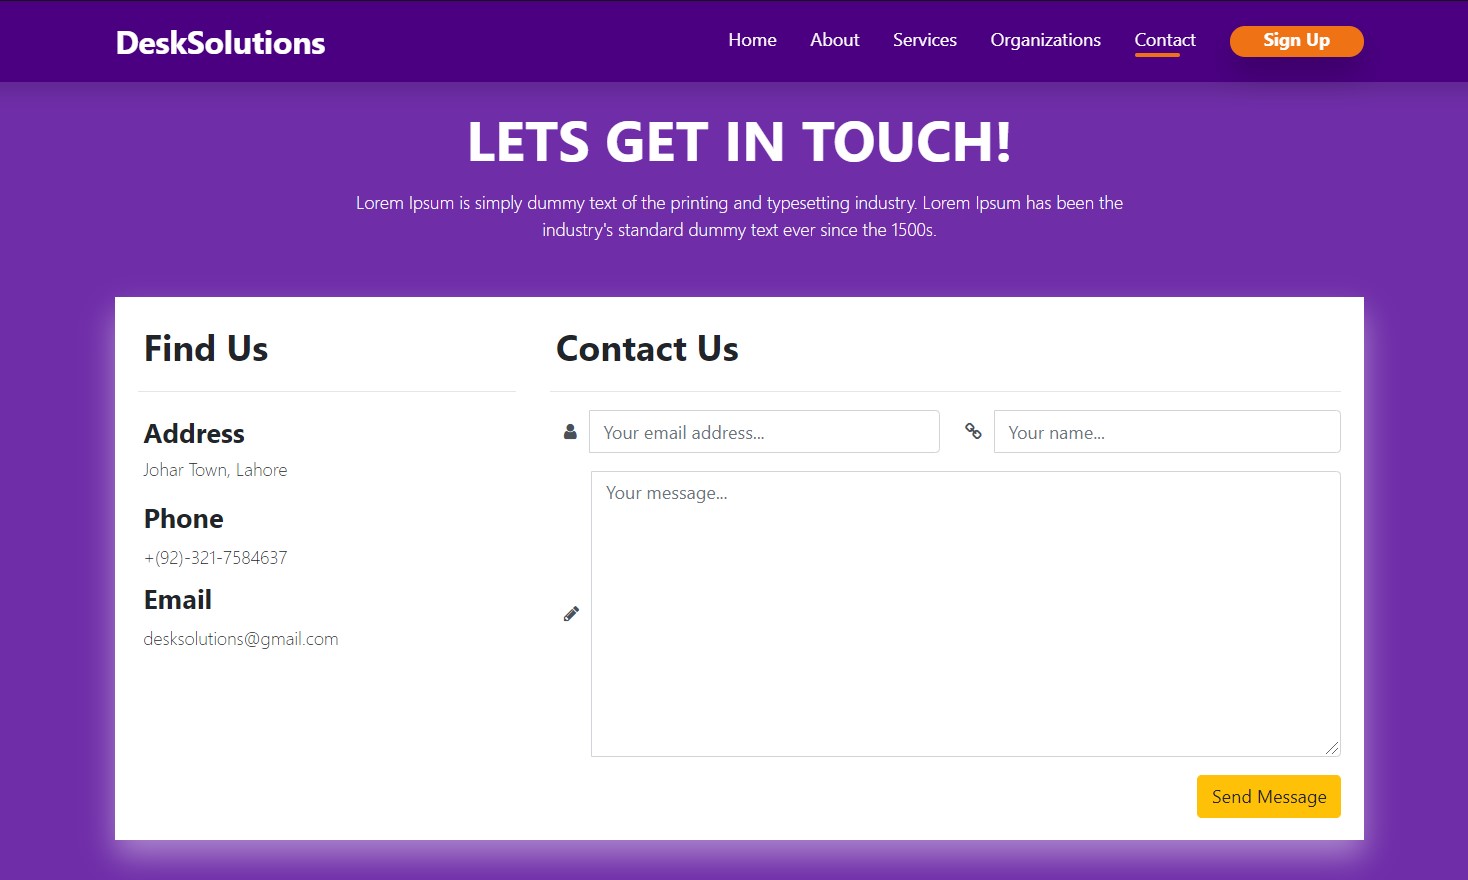 DeskSolutions
Home About Services Organizations Contact Sign Up
LETS GET IN TOUCH!
Lorem Ipsum is simply dummy text of the printing and typesetting industry. Lorem Ipsum has been the
industry's standard dummy text ever since the 1500s.
Find Us
Address
Johar Town, Lahore
Phone
+(92)-321-7584637
Email
desksolutions@gmail.com
Contact Us
Your email address... Your name...
Your message...
Send Message